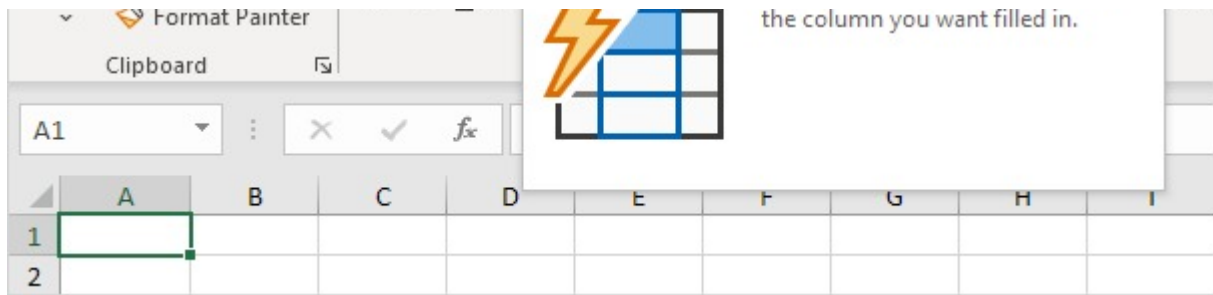 Format Painter
the column you want filled in.
Clipboard
A1 fx
A B C D E F G H I
1
2